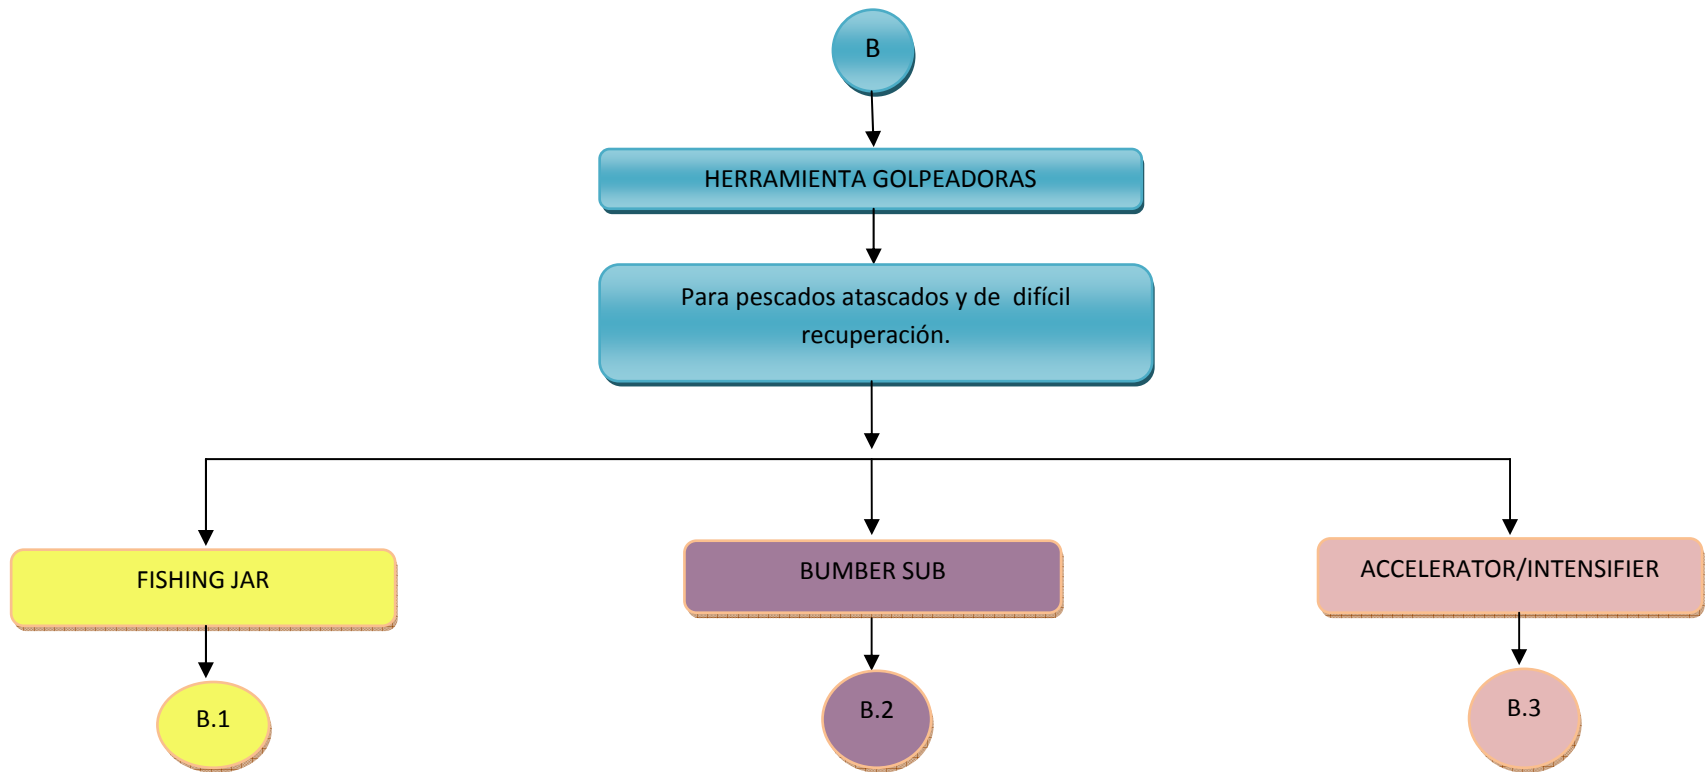 B
HERRAMIENTA GOLPEADORAS
Para pescados atascados y de difícil
recuperación.
FISHING JAR
BUMBER SUB
ACCELERATOR/INTENSIFIER
B.1
B.2
B.3